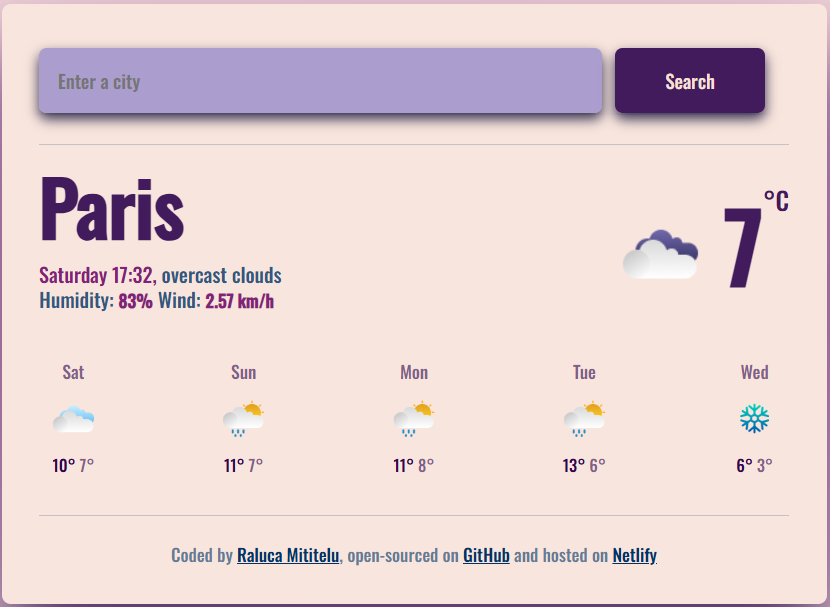 Enter a city
Search
Paris
°C
7
Saturday 17:32, overcast clouds
Humidity: 83% Wind: 2.57 km/h
Sat Sun Mon Tue Wed
10° 7° 11° 7° 11° 8° 13° 6° 6° 3°
Coded by Raluca Mititelu, open-sourced on GitHub and hosted on Netlify